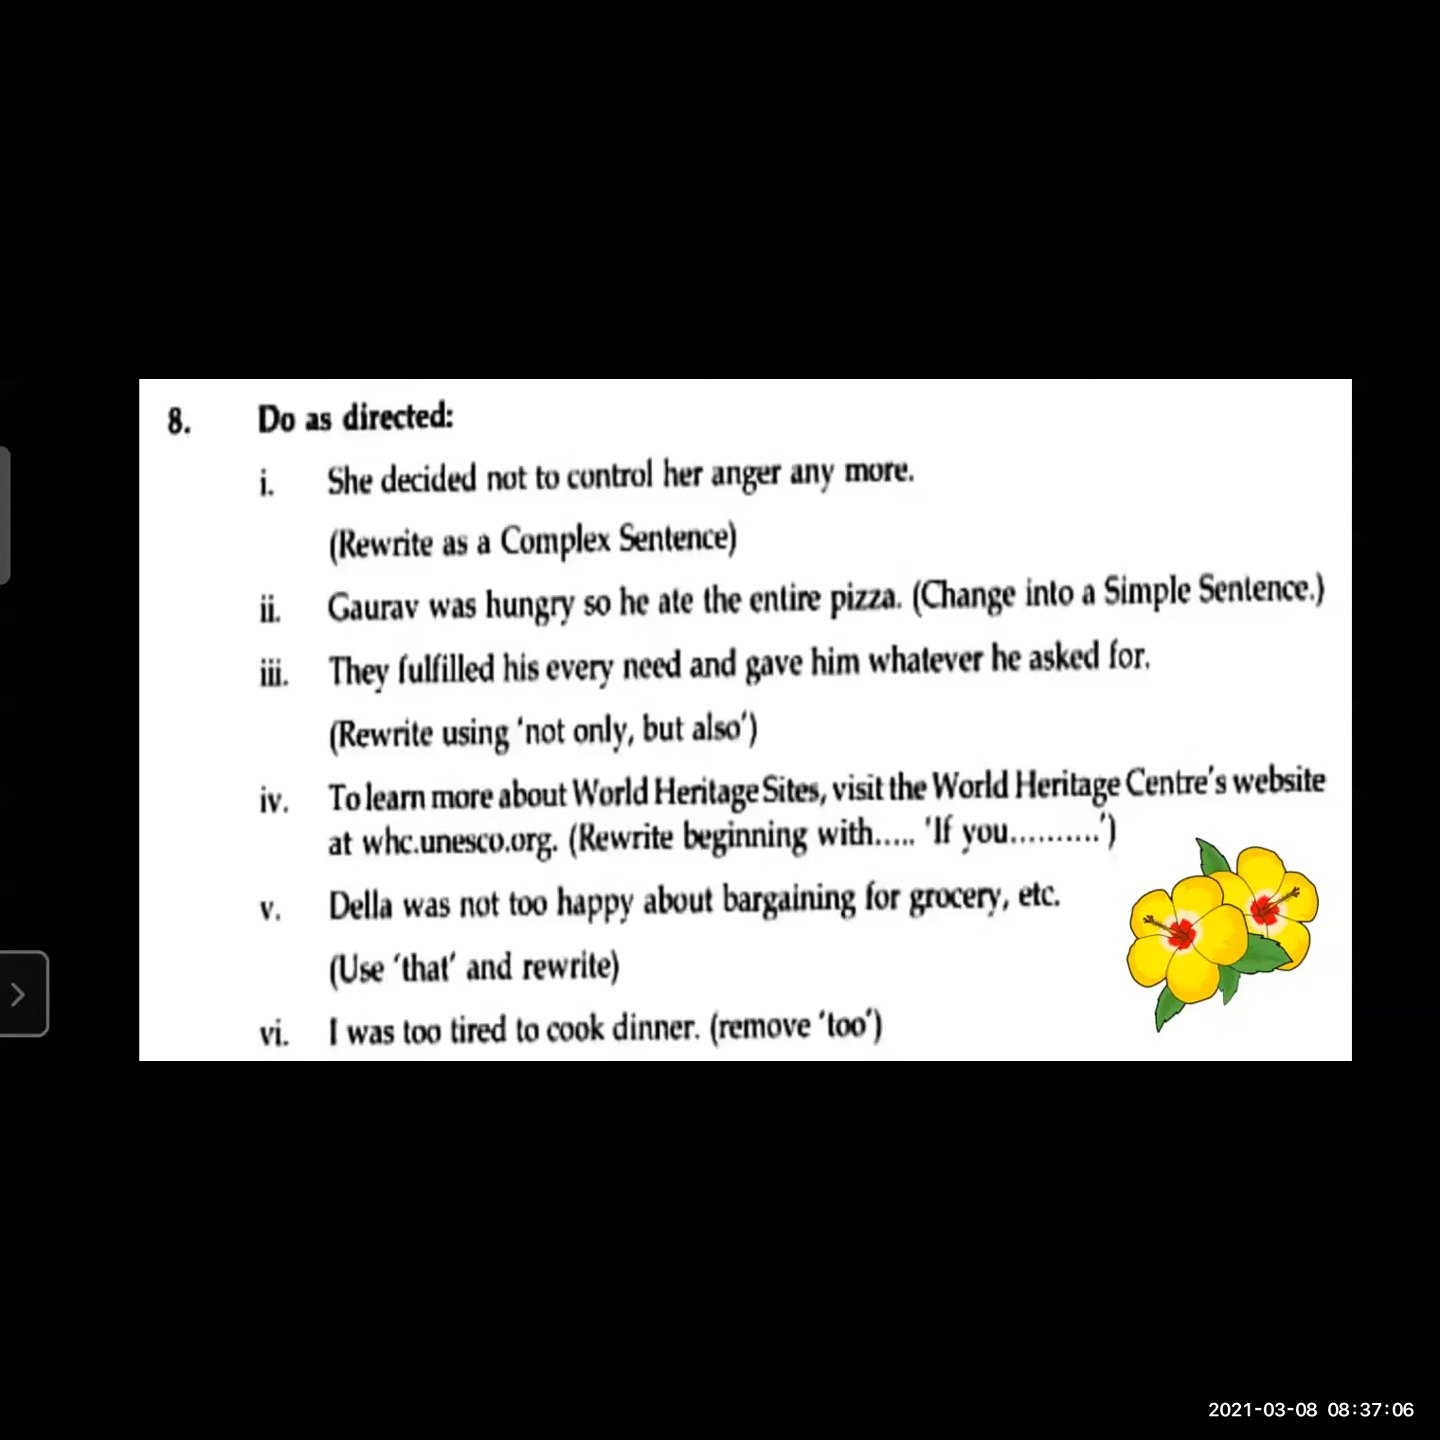 8. Do as directed:
i. She decided not to control her anger any more.
(Rewrite as a Complex Sentence)
ii. Gaurav was hungry so he ate the entire pizza. (Change into a Simple Sentence.)
iii. They fulfilled his every need and gave him whatever he asked for.
(Rewrite using 'not only, but also')
iv. To learn more about World Heritage Sites, visit the World Heritage Centre's website
at whc.unesco.org. (Rewrite beginning with..... 'If you..........')
v. Della was not too happy about bargaining for grocery, etc.
(Use 'that' and rewrite)
vi. I was too tired to cook dinner. (remove 'too')
2021-03-08 08:37:06